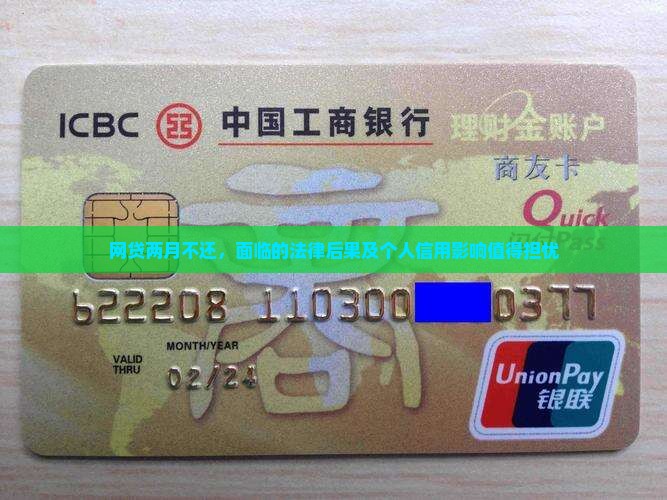 ICBC 中国工商银行 理财金账户
商友卡
Quick
Pass
网贷两月不还，面临的法律后果及个人信用影响值得担忧
622208 110300 0377
MONTH/YEAR
VALID
THRU
02/24
UnionPay
银联